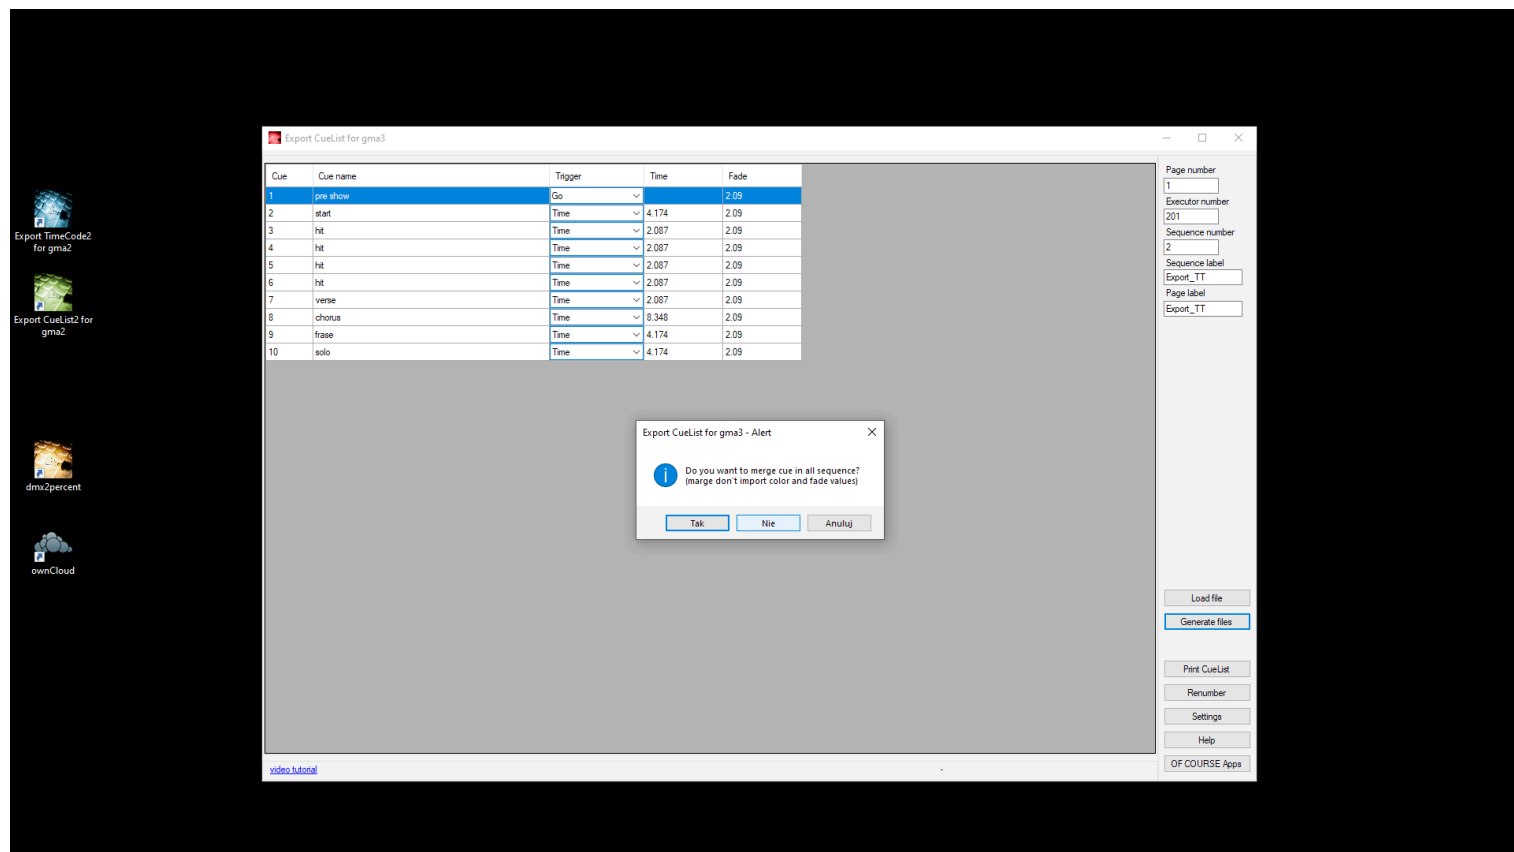 Export TimeCode2
for gma2
Export CueList2 for
gma2
dmx2percent
ownCloud
Export CueList for gma3
Cue Cue name Trigger Time Fade
1 pre show Go 2.09
2 start Time 4.174 2.09
3 hit Time 2.087 2.09
4 hit Time 2.087 2.09
5 hit Time 2.087 2.09
6 hit Time 2.087 2.09
7 verse Time 2.087 2.09
8 chorus Time 8.348 2.09
9 frase Time 4.174 2.09
10 solo Time 4.174 2.09
Export CueList for gma3 - Alert
Do you want to merge cue in all sequence?
(marge don't import color and fade values)
Tak Nie Anuluj
Page number
1
Executor number
201
Sequence number
2
Sequence label
Export_TT
Page label
Export_TT
Load file
Generate files
Print CueList
Renumber
Settings
Help
OF COURSE Apps
video tutorial -